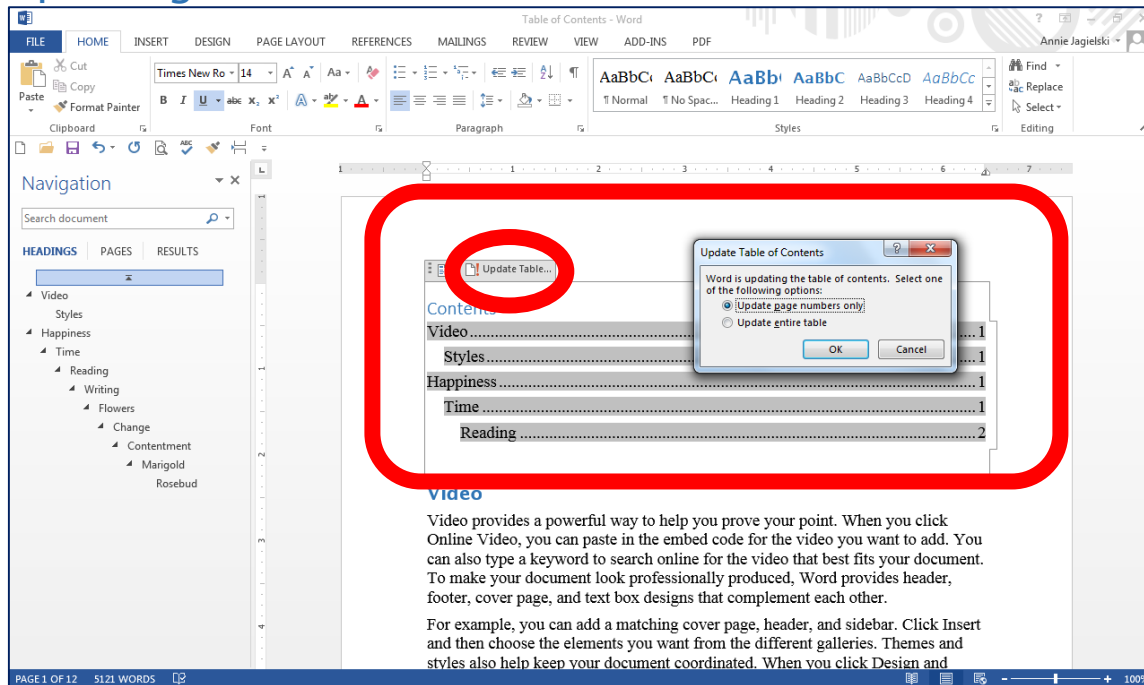 Table of Contents - Word
FILE HOME INSERT DESIGN PAGE LAYOUT REFERENCES MAILINGS REVIEW VIEW ADD-INS PDF Annie Jagielski
Cut
Copy
Paste
Format Painter
Clipboard
Times New Ro 14
Font
Paragraph
AaBbCc AaBbCc AaBb AaBbC AaBbCcD AaBbCc
¶ Normal ¶ No Spac... Heading 1 Heading 2 Heading 3 Heading 4
Styles
Find
Replace
Select
Editing
Navigation
Search document
HEADINGS PAGES RESULTS
Video
Styles
Happiness
Time
Reading
Writing
Flowers
Change
Contentment
Marigold
Rosebud
1 1 2 3 4 5 6 7
Update Table...
Contents
Video 1
Styles 1
Happiness 1
Time 1
Reading 2
Update Table of Contents
Word is updating the table of contents. Select one
of the following options:
Update page numbers only
Update entire table
OK Cancel
Video
Video provides a powerful way to help you prove your point. When you click
Online Video, you can paste in the embed code for the video you want to add. You
can also type a keyword to search online for the video that best fits your document.
To make your document look professionally produced, Word provides header,
footer, cover page, and text box designs that complement each other.
For example, you can add a matching cover page, header, and sidebar. Click Insert
and then choose the elements you want from the different galleries. Themes and
styles also help keep your document coordinated. When you click Design and
PAGE 1 OF 12 5121 WORDS 100%